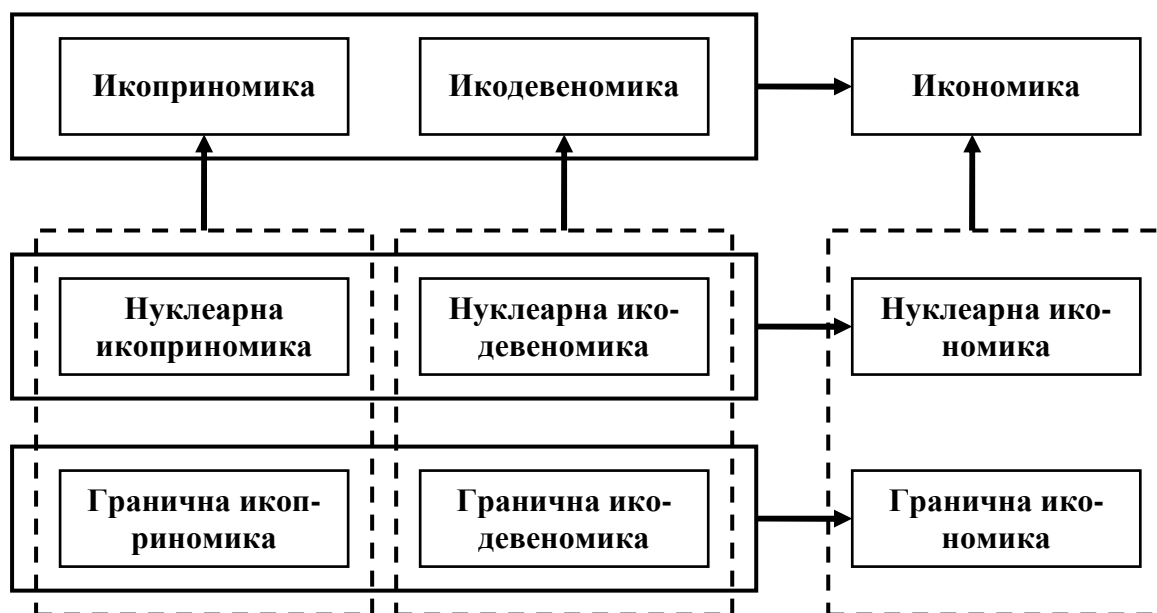 Икоприномика
Икодевеномика
Икономика
Нуклеарна
икоприномика
Нуклеарна ико-
девеномика
Нуклеарна ико-
номика
Гранична икоп-
риномика
Гранична ико-
девеномика
Гранична ико-
номика